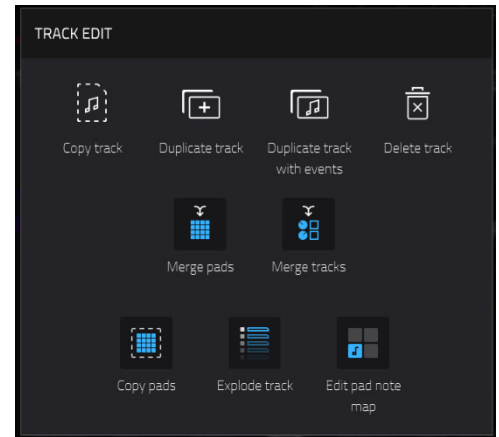 TRACK EDIT
Copy track
Duplicate track
Duplicate track
with events
Delete track
Merge pads
Merge tracks
Copy pads
Explode track
Edit pad note
map